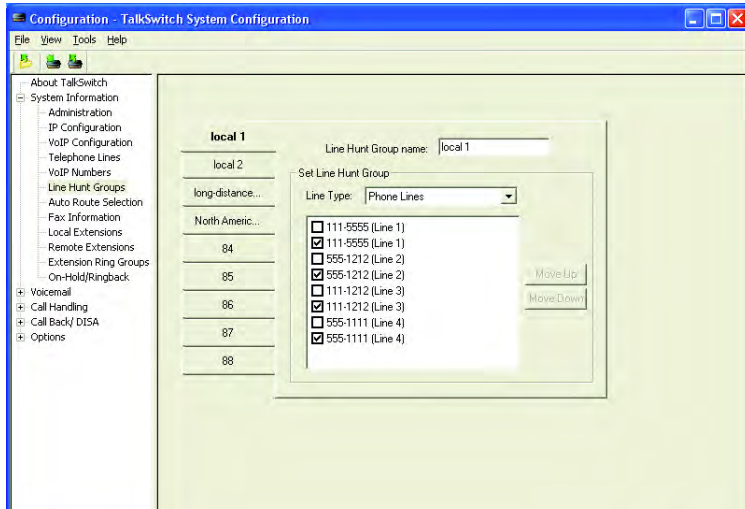 Configuration - TalkSwitch System Configuration
File View Tools Help
About TalkSwitch
System Information
Administration
IP Configuration
VoIP Configuration
Telephone Lines
VoIP Numbers
Line Hunt Groups
Auto Route Selection
Fax Information
Local Extensions
Remote Extensions
Extension Ring Groups
On-Hold/Ringback
Voicemail
Call Handling
Call Back/ DISA
Options
local 1
local 2
long-distance...
North Americ...
84
85
86
87
88
Line Hunt Group name: local 1
Set Line Hunt Group
Line Type: Phone Lines
111-5555 (Line 1)
111-5555 (Line 1)
555-1212 (Line 2)
555-1212 (Line 2)
111-1212 (Line 3)
111-1212 (Line 3)
555-1111 (Line 4)
555-1111 (Line 4)
Move Up
Move Down